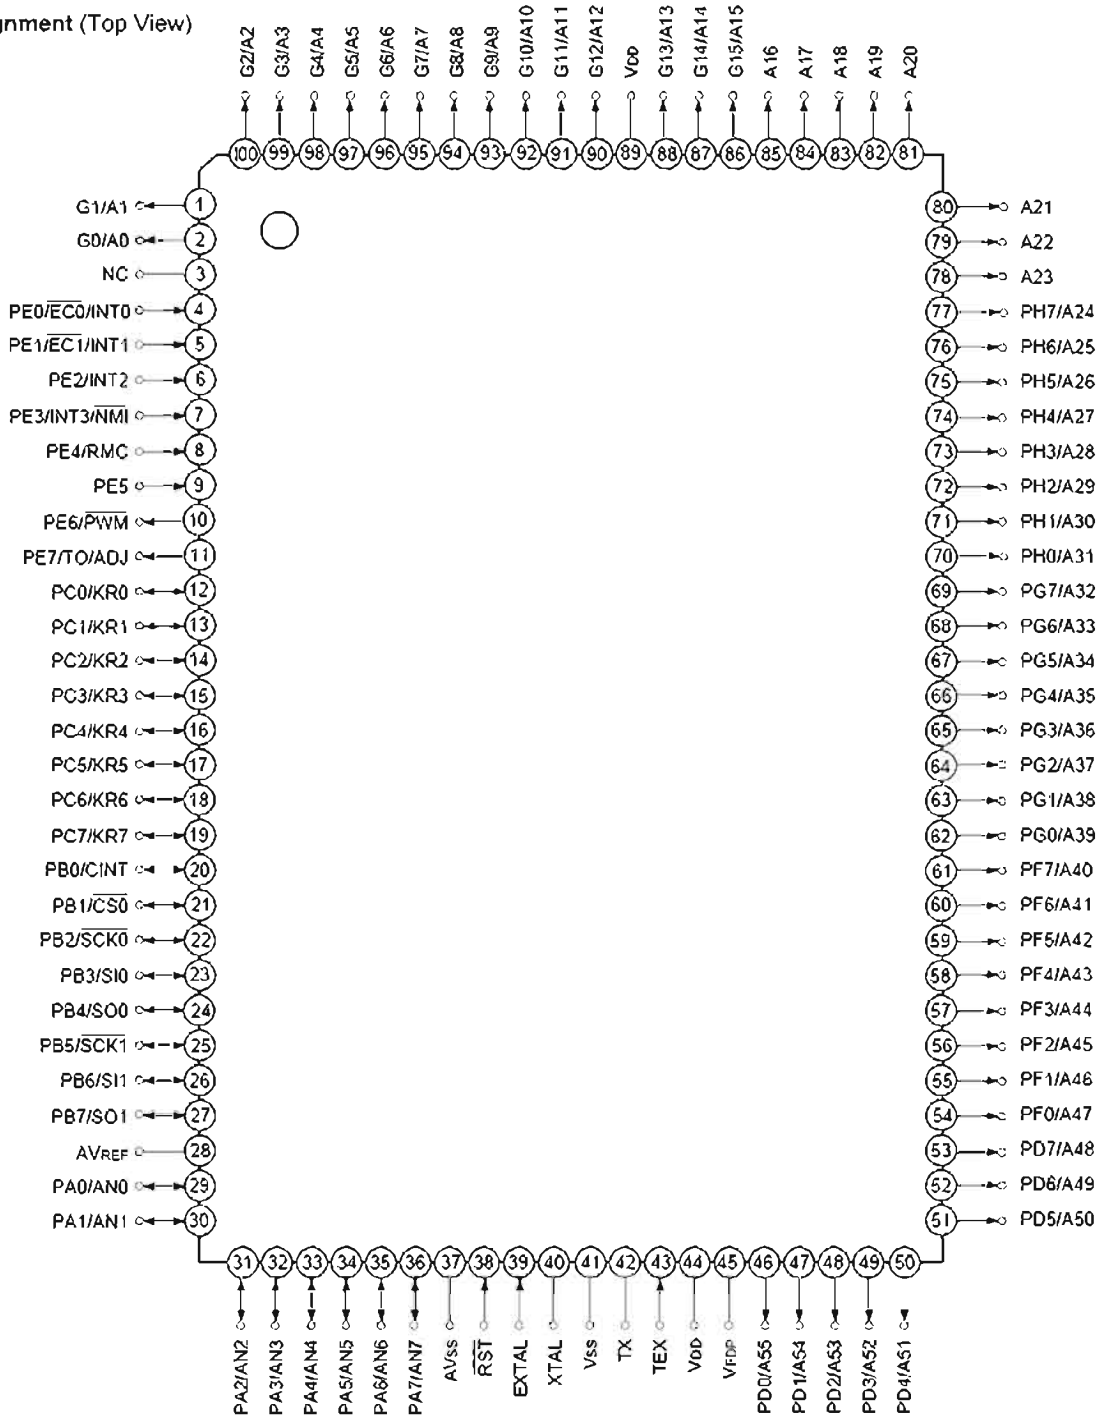 gnment (Top View)
G2/A2
G3/A3
G4/A4
G5/A5
G6/A6
G7/A7
G8/A8
G9/A9
G10/A10
G11/A11
G12/A12
VDD
G13/A13
G14/A14
G15/A15
A16
A17
A18
A19
A20
100 99 98 97 96 95 94 93 92 91 90 89 88 87 86 85 84 83 82 81
G1/A1 1
G0/A0 2
NC 3
PE0/E̅C̅0̅/INT0 4
PE1/E̅C̅1̅/INT1 5
PE2/INT2 6
PE3/INT3/N̅M̅I̅ 7
PE4/RMC 8
PE5 9
PE6/P̅W̅M̅ 10
PE7/TO/ADJ 11
PC0/KR0 12
PC1/KR1 13
PC2/KR2 14
PC3/KR3 15
PC4/KR4 16
PC5/KR5 17
PC6/KR6 18
PC7/KR7 19
PB0/CINT 20
PB1/C̅S̅0̅ 21
PB2/S̅C̅K̅0̅ 22
PB3/SI0 23
PB4/SO0 24
PB5/S̅C̅K̅1̅ 25
PB6/SI1 26
PB7/SO1 27
AVREF 28
PA0/AN0 29
PA1/AN1 30
80 A21
79 A22
78 A23
77 PH7/A24
76 PH6/A25
75 PH5/A26
74 PH4/A27
73 PH3/A28
72 PH2/A29
71 PH1/A30
70 PH0/A31
69 PG7/A32
68 PG6/A33
67 PG5/A34
66 PG4/A35
65 PG3/A36
64 PG2/A37
63 PG1/A38
62 PG0/A39
61 PF7/A40
60 PF6/A41
59 PF5/A42
58 PF4/A43
57 PF3/A44
56 PF2/A45
55 PF1/A46
54 PF0/A47
53 PD7/A48
52 PD6/A49
51 PD5/A50
31 32 33 34 35 36 37 38 39 40 41 42 43 44 45 46 47 48 49 50
PA2/AN2
PA3/AN3
PA4/AN4
PA5/AN5
PA6/AN6
PA7/AN7
AVss
R̅S̅T̅
EXTAL
XTAL
Vss
TX
TEX
VDD
VFDP
PD0/A55
PD1/A54
PD2/A53
PD3/A52
PD4/A51